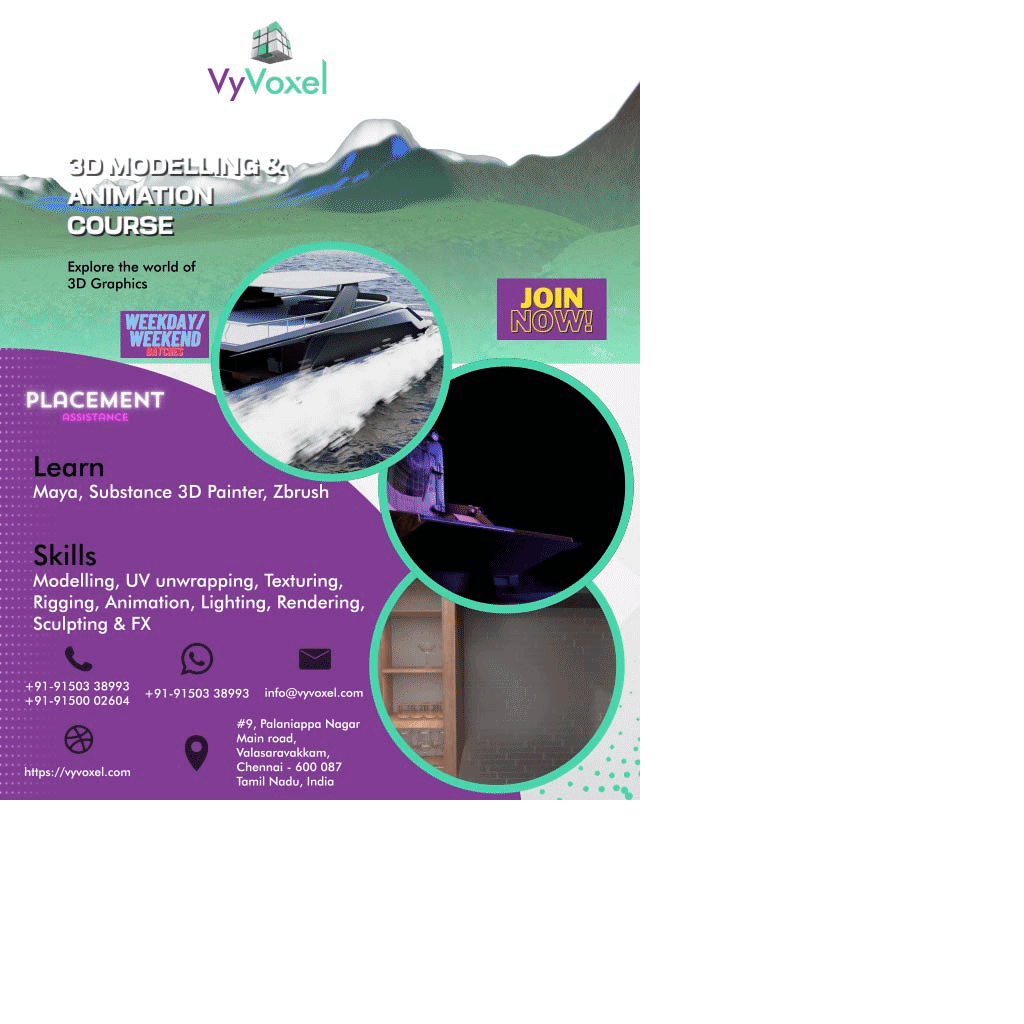 VyVoxel
3D MODELLING &
ANIMATION
COURSE
Explore the world of
3D Graphics
JOIN
NOW!
WEEKDAY/
WEEKEND
BATCHES
PLACEMENT
ASSISTANCE
Learn
Maya, Substance 3D Painter, Zbrush
Skills
Modelling, UV unwrapping, Texturing,
Rigging, Animation, Lighting, Rendering,
Sculpting & FX
+91-91503 38993
+91-91500 02604
+91-91503 38993
info@vyvoxel.com
https://vyvoxel.com
#9, Palaniappa Nagar
Main road,
Valasaravakkam,
Chennai - 600 087
Tamil Nadu, India